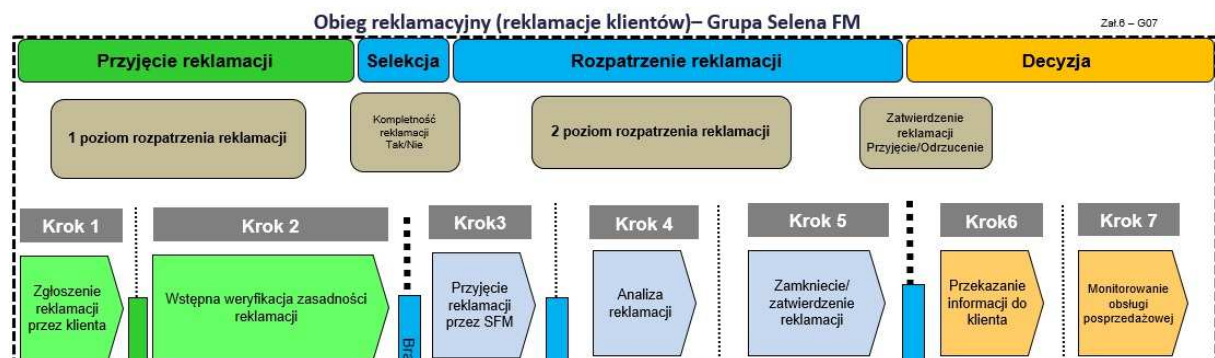 Obieg reklamacyjny (reklamacje klientów)– Grupa Selena FM
Zał.6 – G07
Przyjęcie reklamacji
Selekcja
Rozpatrzenie reklamacji
Decyzja
1 poziom rozpatrzenia reklamacji
Kompletność
reklamacji
Tak/Nie
2 poziom rozpatrzenia reklamacji
Zatwierdzenie
reklamacji
Przyjęcie/Odrzucenie
Krok 1
Krok 2
Krok3
Krok 4
Krok 5
Krok6
Krok 7
Zgłoszenie
reklamacji
przez klienta
Wstępna weryfikacja zasadności
reklamacji
Przyjęcie
reklamacji
przez SFM
Analiza
reklamacji
Zamkniecie/
zatwierdzenie
reklamacji
Przekazanie
informacji do
klienta
Monitorowanie
obsługi
posprzedażowej